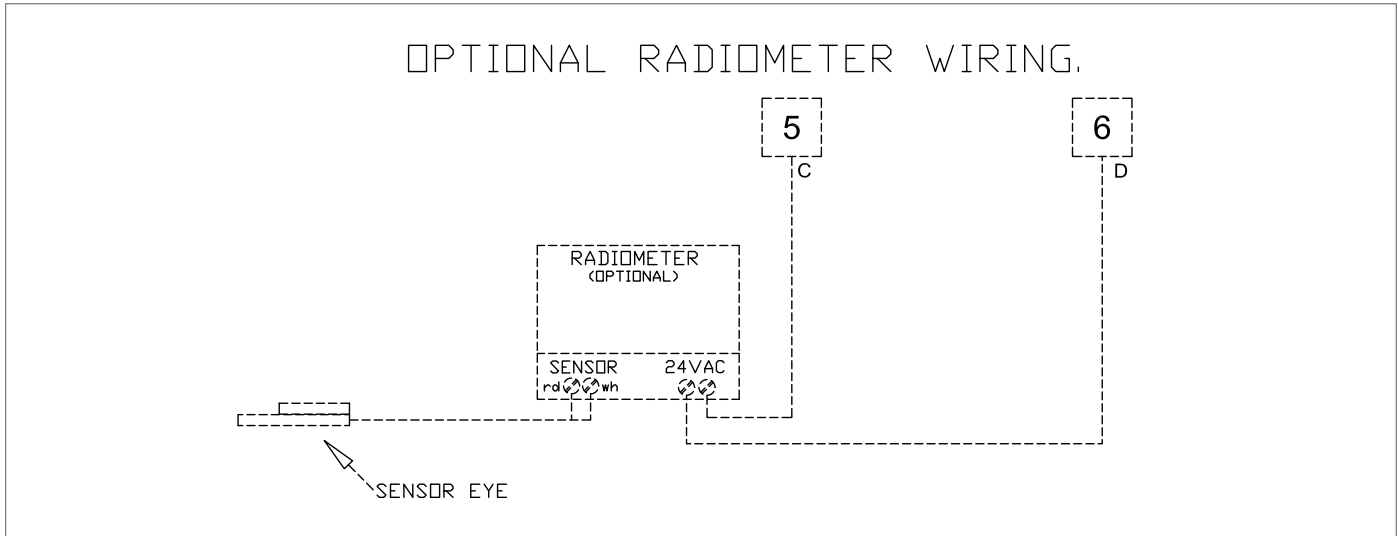 OPTIONAL RADIOMETER WIRING.
5
6
C
D
RADIOMETER
(OPTIONAL)
SENSOR
24VAC
rd
wh
SENSOR EYE